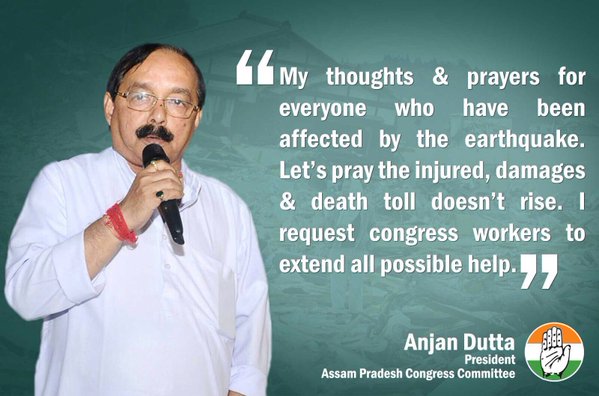 “My thoughts & prayers for
everyone who have been
affected by the earthquake.
Let's pray the injured, damages
& death toll doesn't rise. I
request congress workers to
extend all possible help.”
Anjan Dutta
President
Assam Pradesh Congress Committee